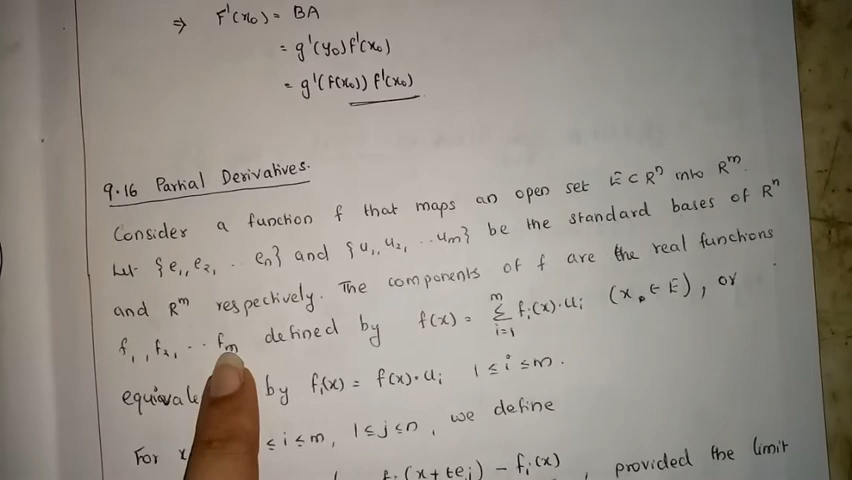 ⇒ F'(x₀) = BA
= g'(y₀) f'(x₀)
= g'(f(x₀)) f'(x₀)
9.16 Partial Derivatives.
Consider a function f that maps an open set E ⊂ Rⁿ into Rᵐ.
Let {e₁, e₂, .. eₙ} and {u₁, u₂, .. uₘ} be the standard bases of Rⁿ
and Rᵐ respectively. The components of f are the real functions
f₁, f₂, .. fₘ defined by f(x) = Σᵢ₌₁ᵐ fᵢ(x)·uᵢ (x ∈ E), or
by fᵢ(x) = f(x)·uᵢ 1 ≤ i ≤ m.
For x ≤ i ≤ m, 1 ≤ j ≤ n, we define
fᵢ(x + teⱼ) − fᵢ(x) , provided the limit